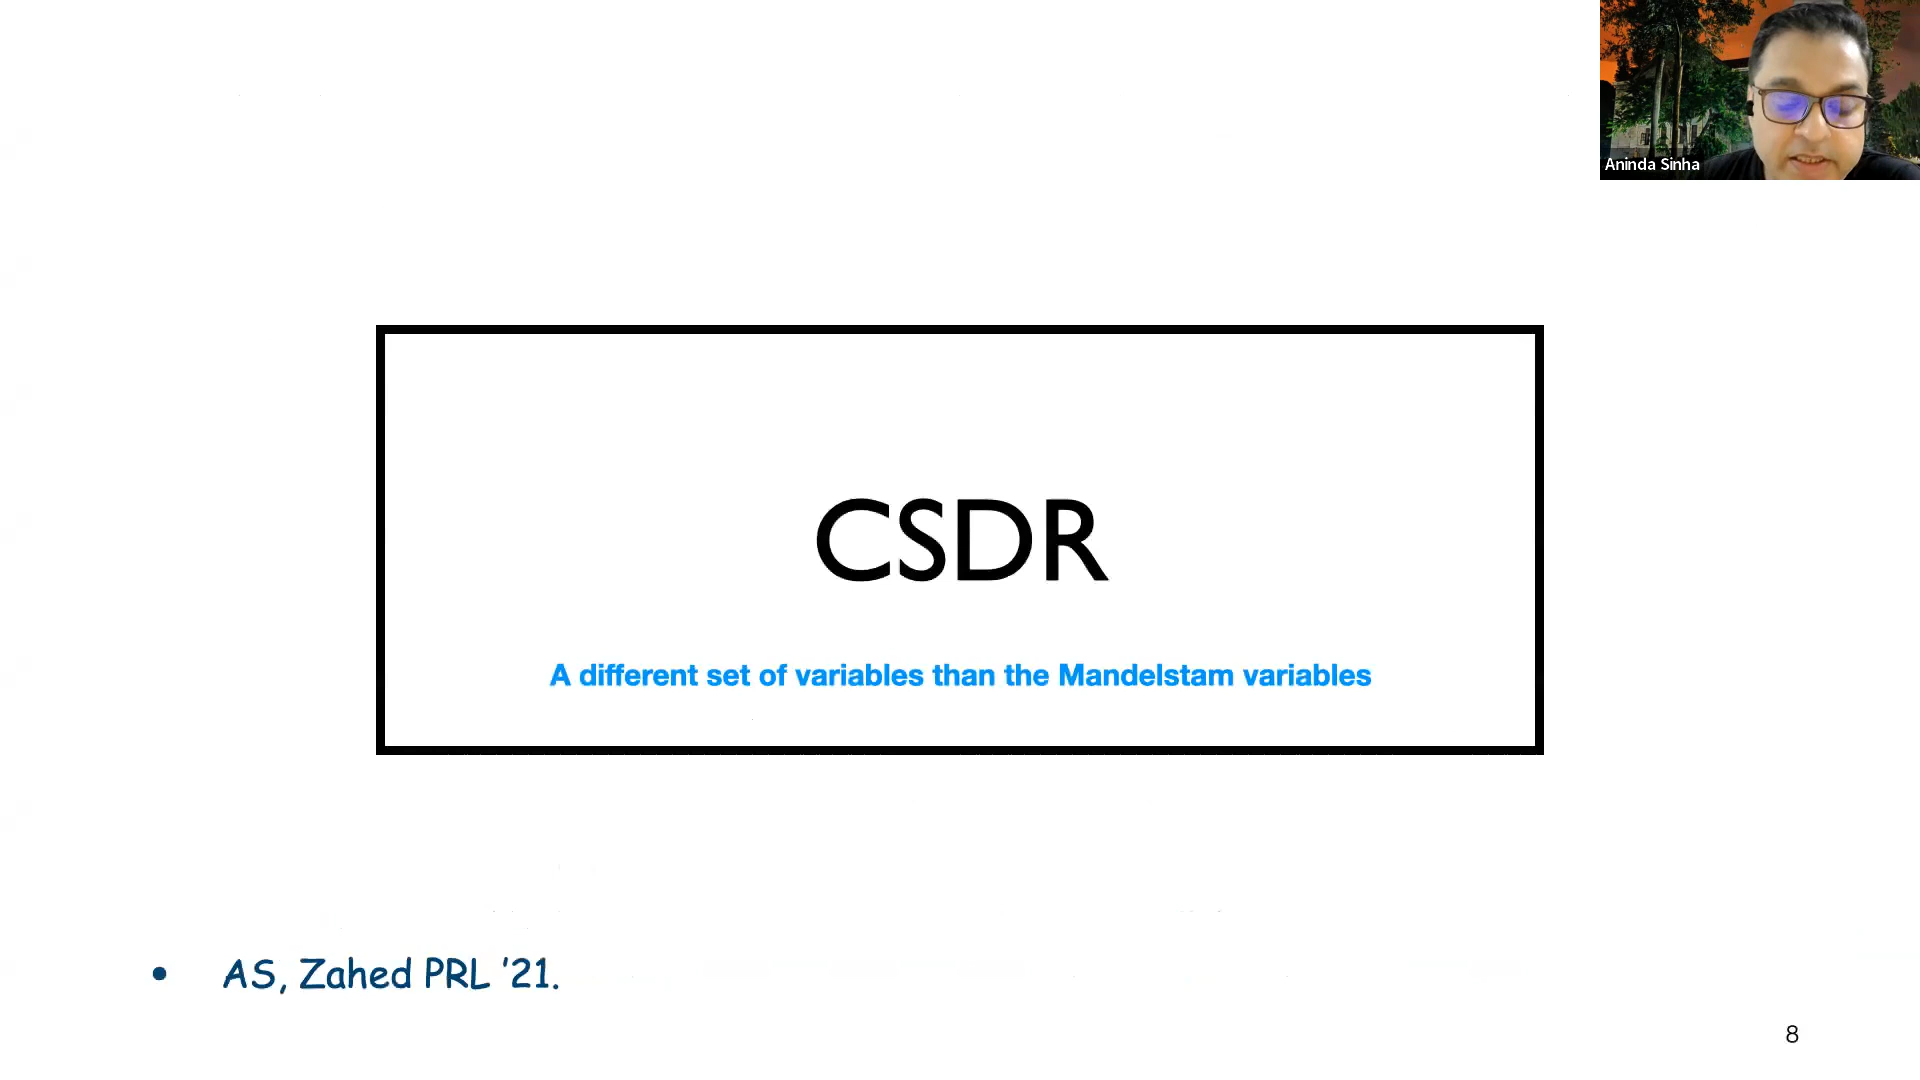 Aninda Sinha
CSDR
A different set of variables than the Mandelstam variables
• AS, Zahed PRL '21.
8